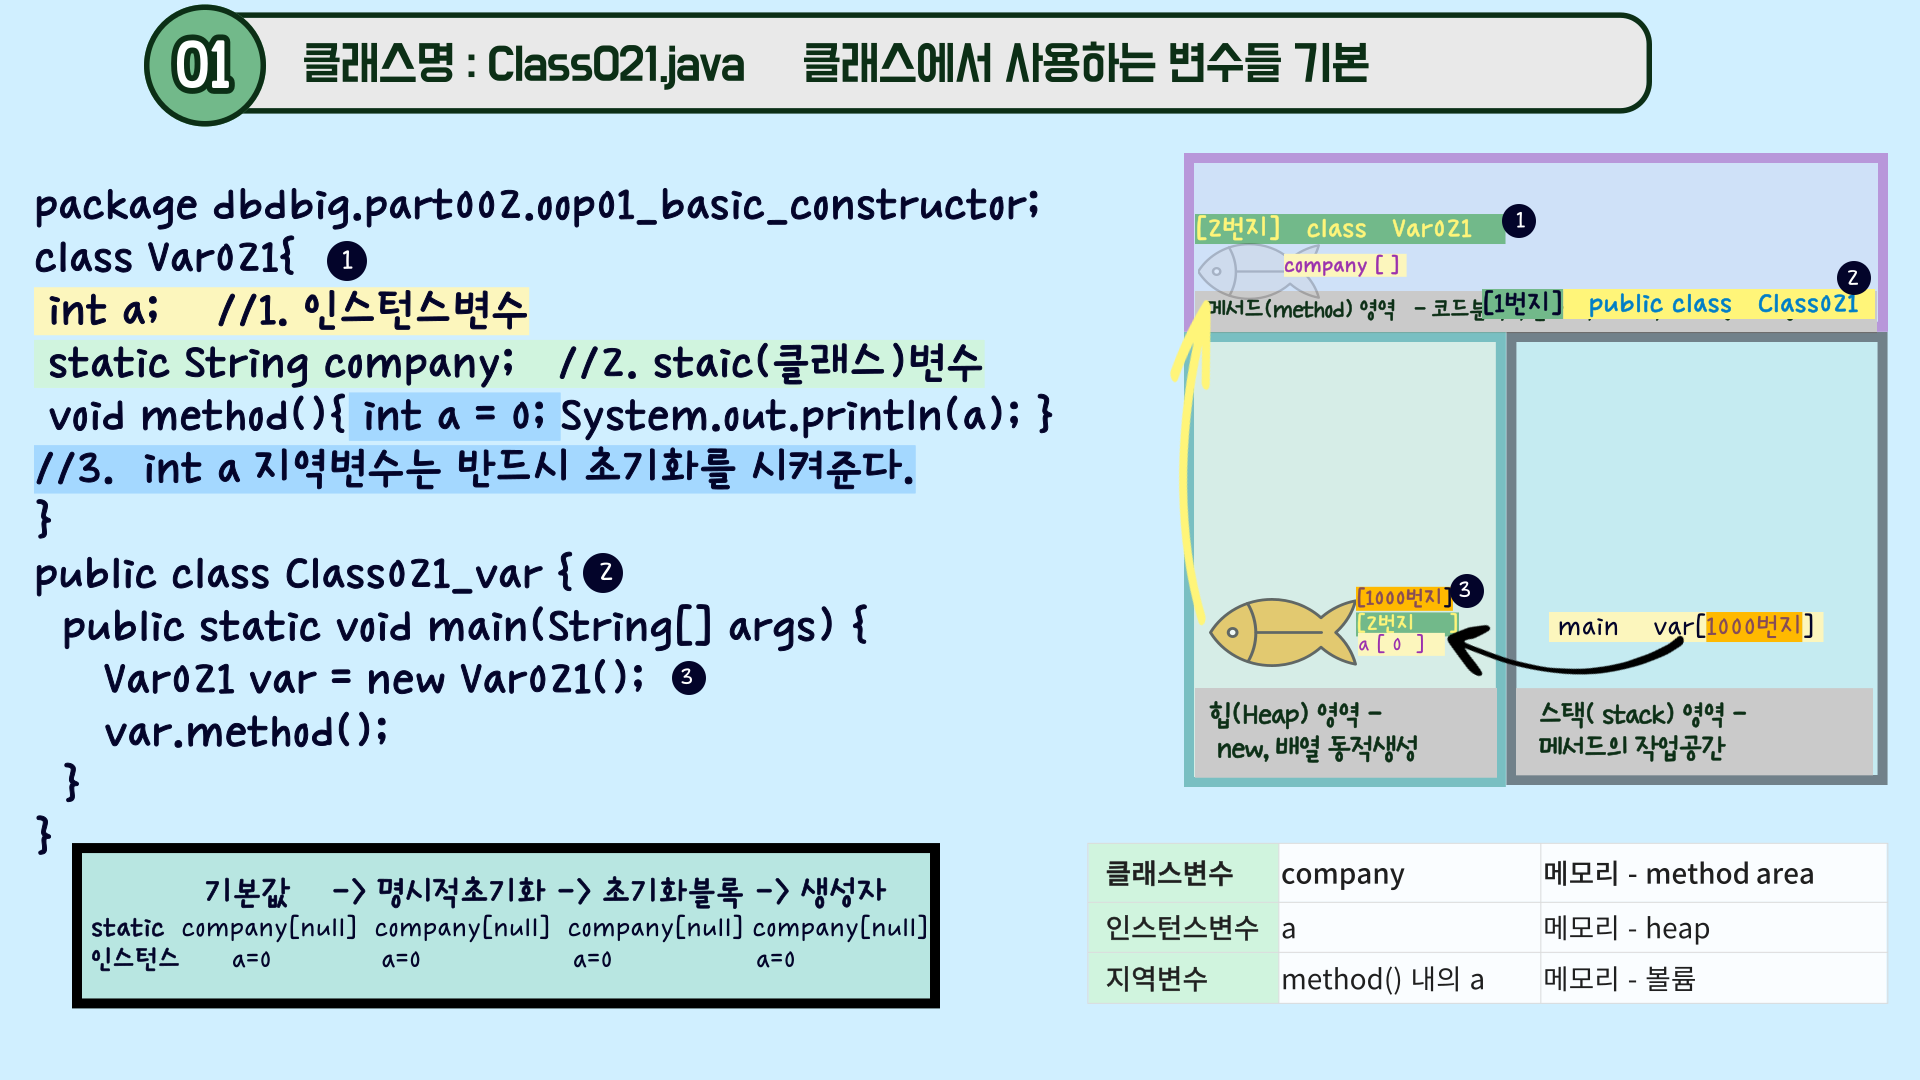 01 클래스명 : Class021.java 클래스에서 사용하는 변수들 기본
package dbdbig.part002.oop01_basic_constructor;
class Var021{ 1
int a; //1. 인스턴스변수
static String company; //2. staic(클래스)변수
void method(){ int a = 0; System.out.println(a); }
//3. int a 지역변수는 반드시 초기화를 시켜준다.
}
public class Class021_var { 2
public static void main(String[] args) {
Var021 var = new Var021(); 3
var.method();
}
}
기본값 -> 명시적초기화 -> 초기화블록 -> 생성자
static company[null] company[null] company[null] company[null]
인스턴스 a=0 a=0 a=0 a=0
[2번지] class Var021 1
company [ ]
2
메서드(method) 영역 - 코드
[1번지] public class Class021
[1000번지] 3
[2번지 ]
a [ 0 ]
main var[1000번지]
힙(Heap) 영역 -
new, 배열 동적생성
스택( stack) 영역 -
메서드의 작업공간
클래스변수 company 메모리 - method area
인스턴스변수 a 메모리 - heap
지역변수 method() 내의 a 메모리 - 볼륨